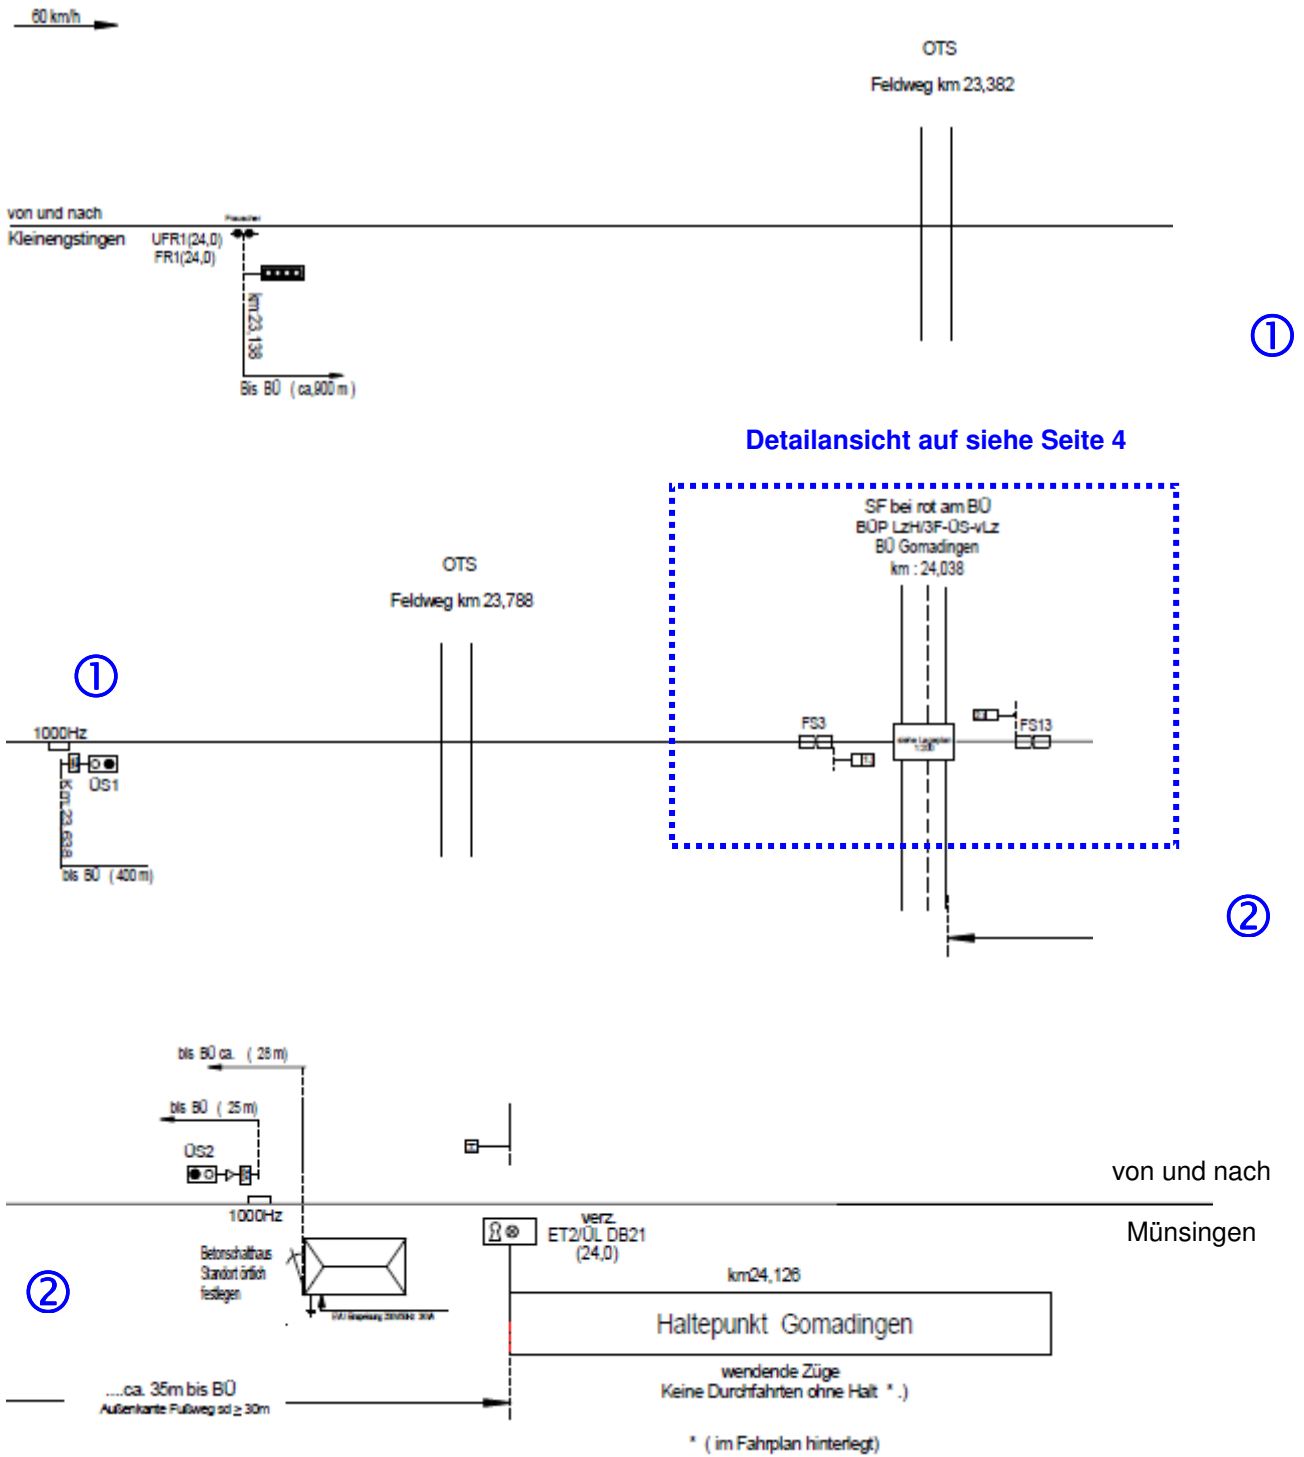 60 km/h
OTS
Feldweg km 23,382
von und nach
Kleinengstingen
Frauscher
UFR1(24,0)
FR1(24,0)
km:23,138
Bis BÜ ( ca,900 m )
①
Detailansicht auf siehe Seite 4
SF bei rot am BÜ
BÜP LzH/3F-ÜS-vLz
BÜ Gomadingen
km : 24,038
OTS
Feldweg km 23,788
①
1000Hz
ÜS1
Km: 23,638
bis BÜ ( 400 m)
FS3
siehe Lageplan
1:200
FS13
②
bis BÜ ca. ( 28 m)
bis BÜ ( 25 m)
ÜS2
1000Hz
von und nach
Münsingen
verz.
ET2/ÜL DB21
(24,0)
Betonschalthaus
Standort örtlich
festlegen
②
km24,126
Haltepunkt Gomadingen
....ca. 35m bis BÜ
Außenkante Fußweg sd ≥ 30m
wendende Züge
Keine Durchfahrten ohne Halt * .)
* ( im Fahrplan hinterlegt)